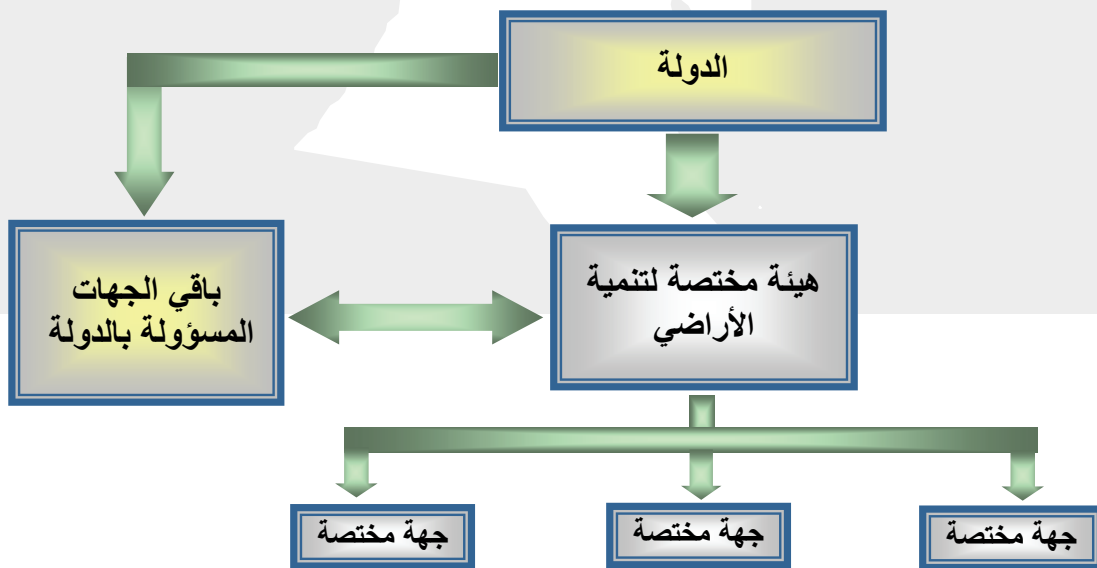 الدولة
هيئة مختصة لتنمية
الأراضي
باقي الجهات
المسؤولة بالدولة
جهة مختصة
جهة مختصة
جهة مختصة